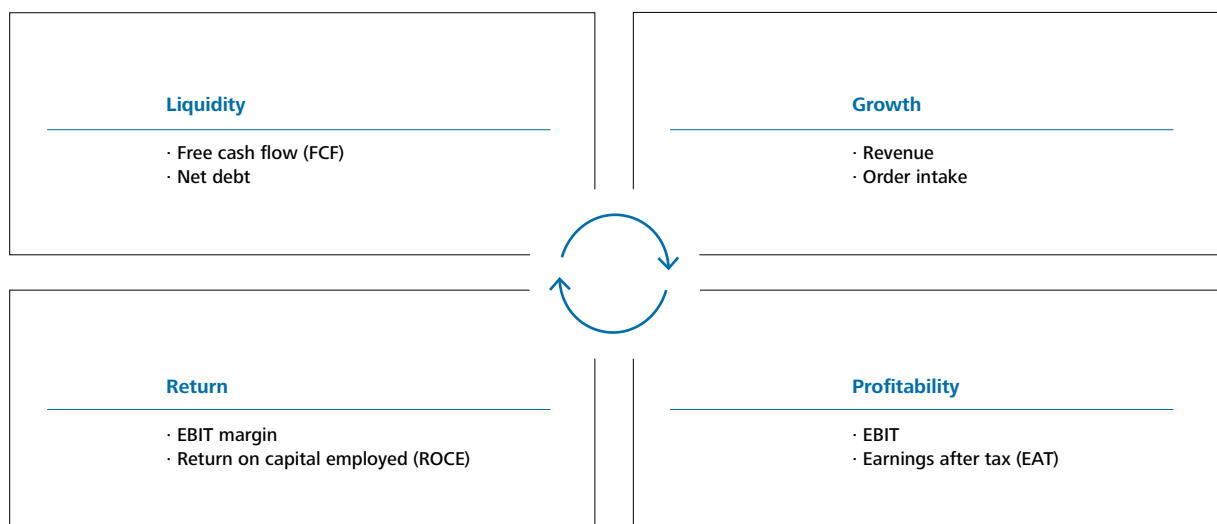 Liquidity
· Free cash flow (FCF)
· Net debt
Growth
· Revenue
· Order intake
Return
· EBIT margin
· Return on capital employed (ROCE)
Profitability
· EBIT
· Earnings after tax (EAT)